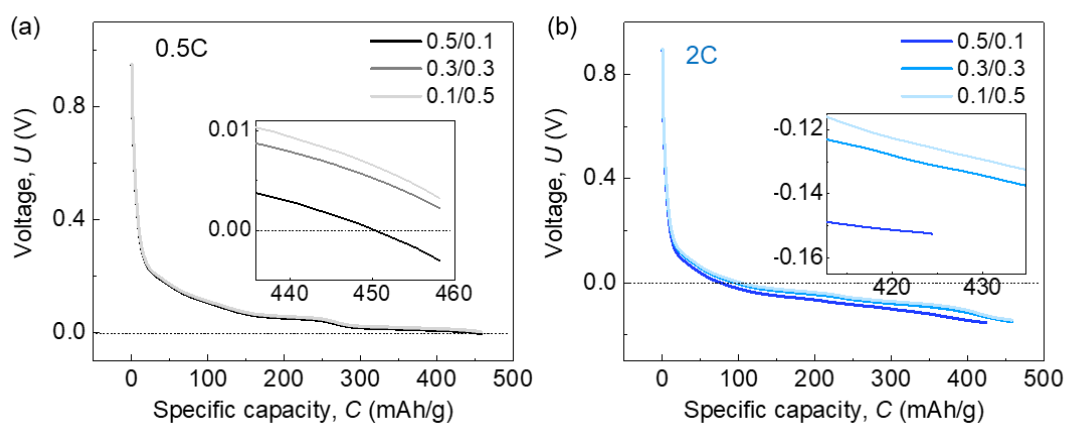 (a)
0.5C
0.5/0.1
0.3/0.3
0.1/0.5
Voltage, U (V)
0.8
0.4
0.0
0.01
0.00
440 450 460
0 100 200 300 400 500
Specific capacity, C (mAh/g)
(b)
2C
0.5/0.1
0.3/0.3
0.1/0.5
Voltage, U (V)
0.8
0.4
0.0
-0.12
-0.14
-0.16
420 430
0 100 200 300 400 500
Specific capacity, C (mAh/g)